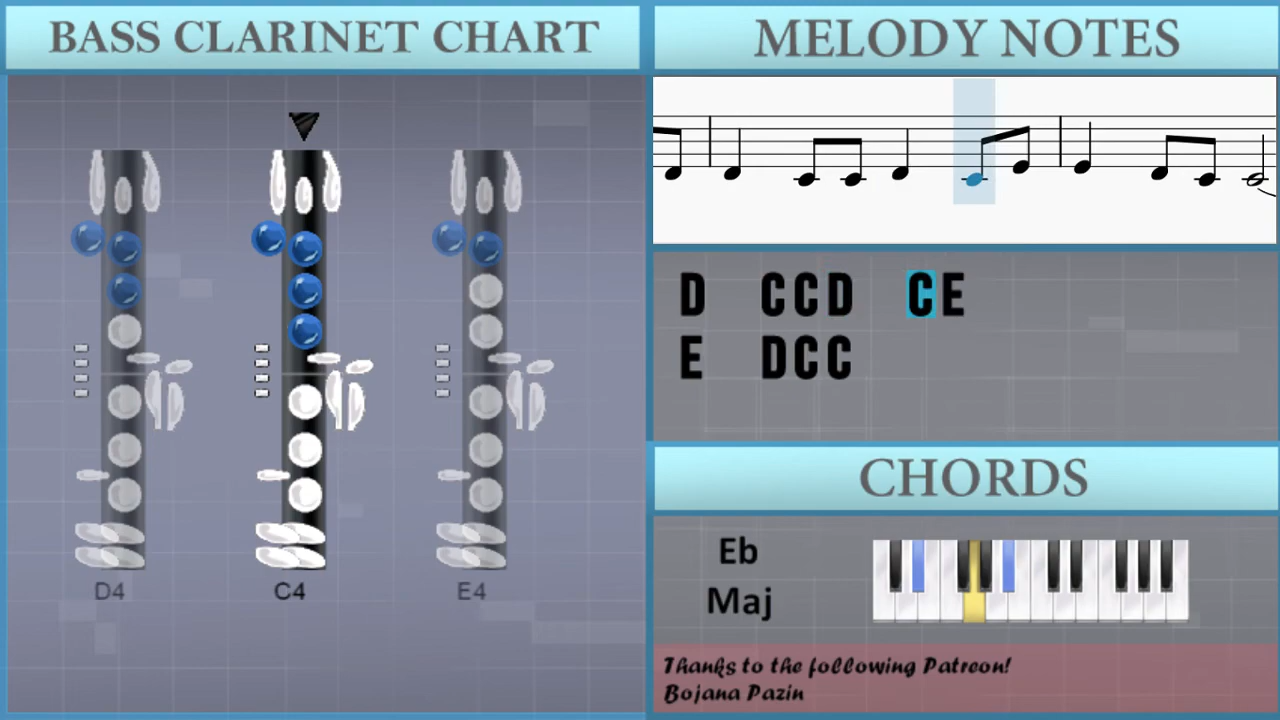 BASS CLARINET CHART
D4 C4 E4
MELODY NOTES
D CCD CE
E DCC
CHORDS
Eb
Maj
Thanks to the following Patreon!
Bojana Pazin